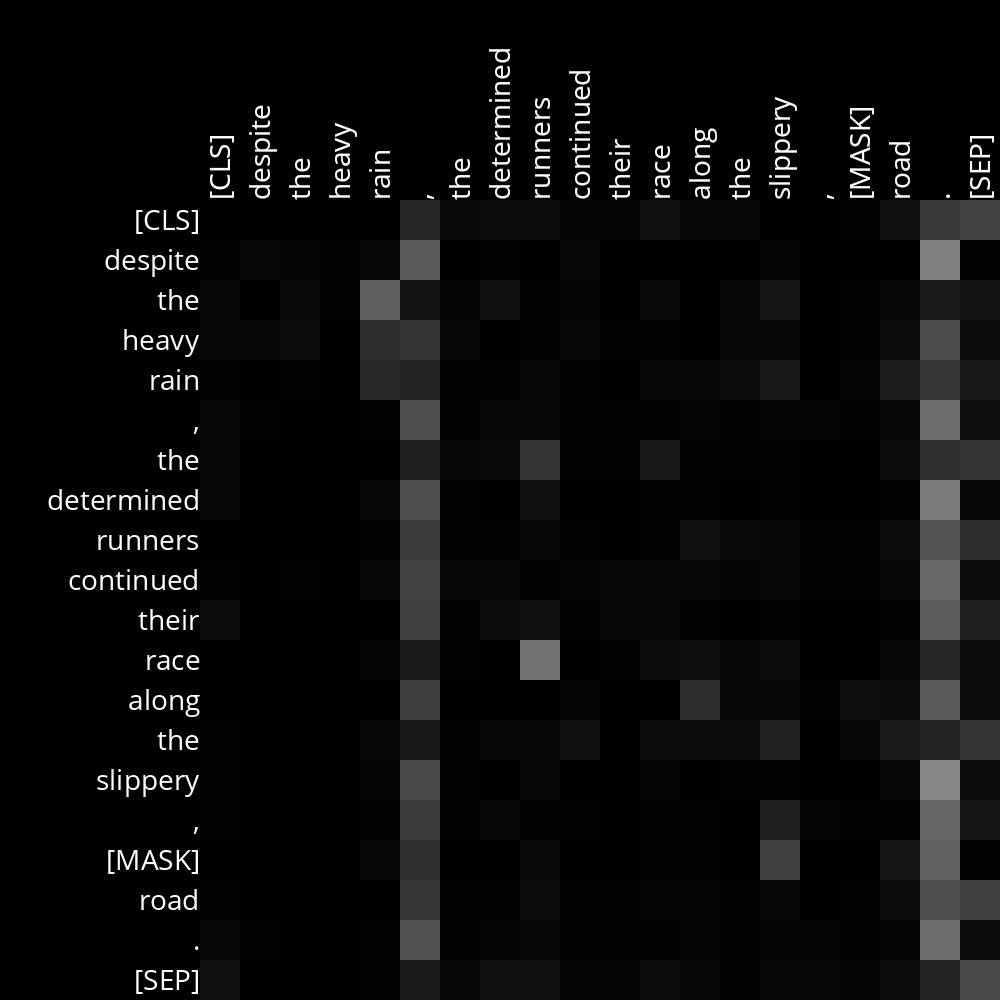 [CLS] despite the heavy rain , the determined runners continued their race along the slippery , [MASK] road . [SEP]
[CLS]
despite
the
heavy
rain
,
the
determined
runners
continued
their
race
along
the
slippery
,
[MASK]
road
.
[SEP]